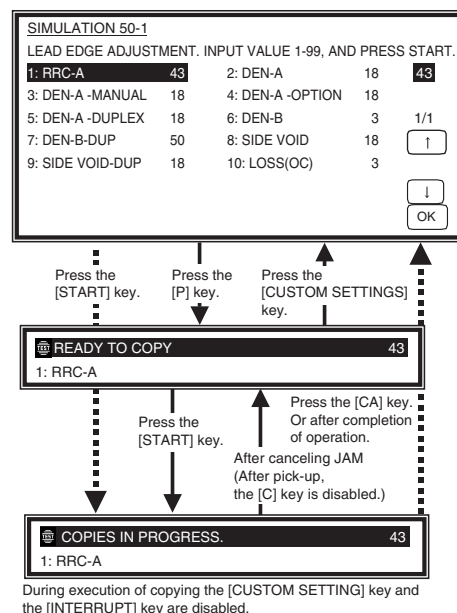 SIMULATION 50-1
LEAD EDGE ADJUSTMENT. INPUT VALUE 1-99, AND PRESS START.
1: RRC-A 43 2: DEN-A 18 43
3: DEN-A -MANUAL 18 4: DEN-A -OPTION 18
5: DEN-A -DUPLEX 18 6: DEN-B 3 1/1
7: DEN-B-DUP 50 8: SIDE VOID 18 ↑
9: SIDE VOID-DUP 18 10: LOSS(OC) 3
↓
OK
Press the
[START] key.
Press the
[P] key.
Press the
[CUSTOM SETTINGS]
key.
TEST READY TO COPY 43
1: RRC-A
Press the
[START] key.
Press the [CA] key.
Or after completion
of operation.
After canceling JAM
(After pick-up,
the [C] key is disabled.)
TEST COPIES IN PROGRESS. 43
1: RRC-A
During execution of copying the [CUSTOM SETTING] key and
the [INTERRUPT] key are disabled.